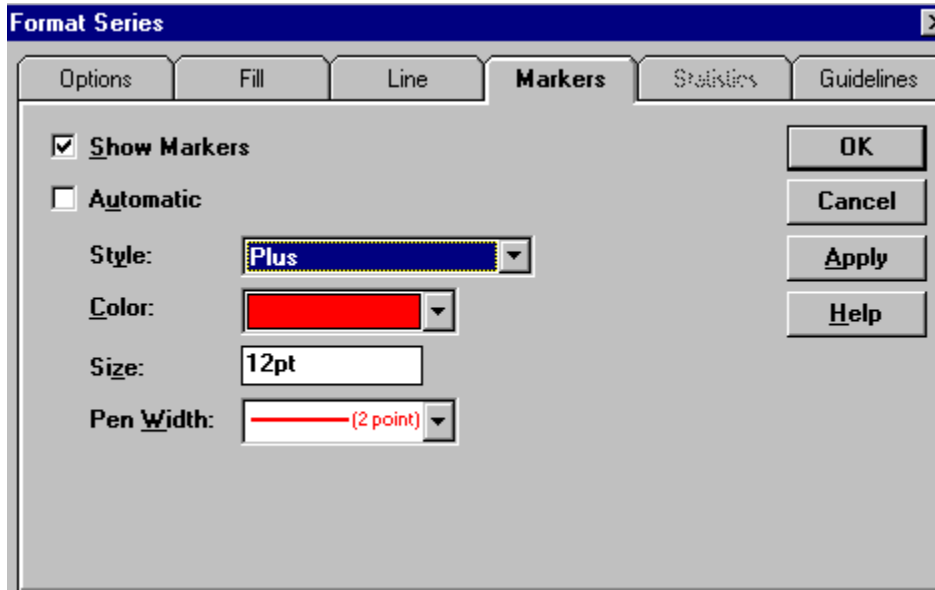 Format Series
Options Fill Line Markers Statistics Guidelines
Show Markers OK
Automatic Cancel
Style: Plus Apply
Color: Help
Size: 12pt
Pen Width: (2 point)